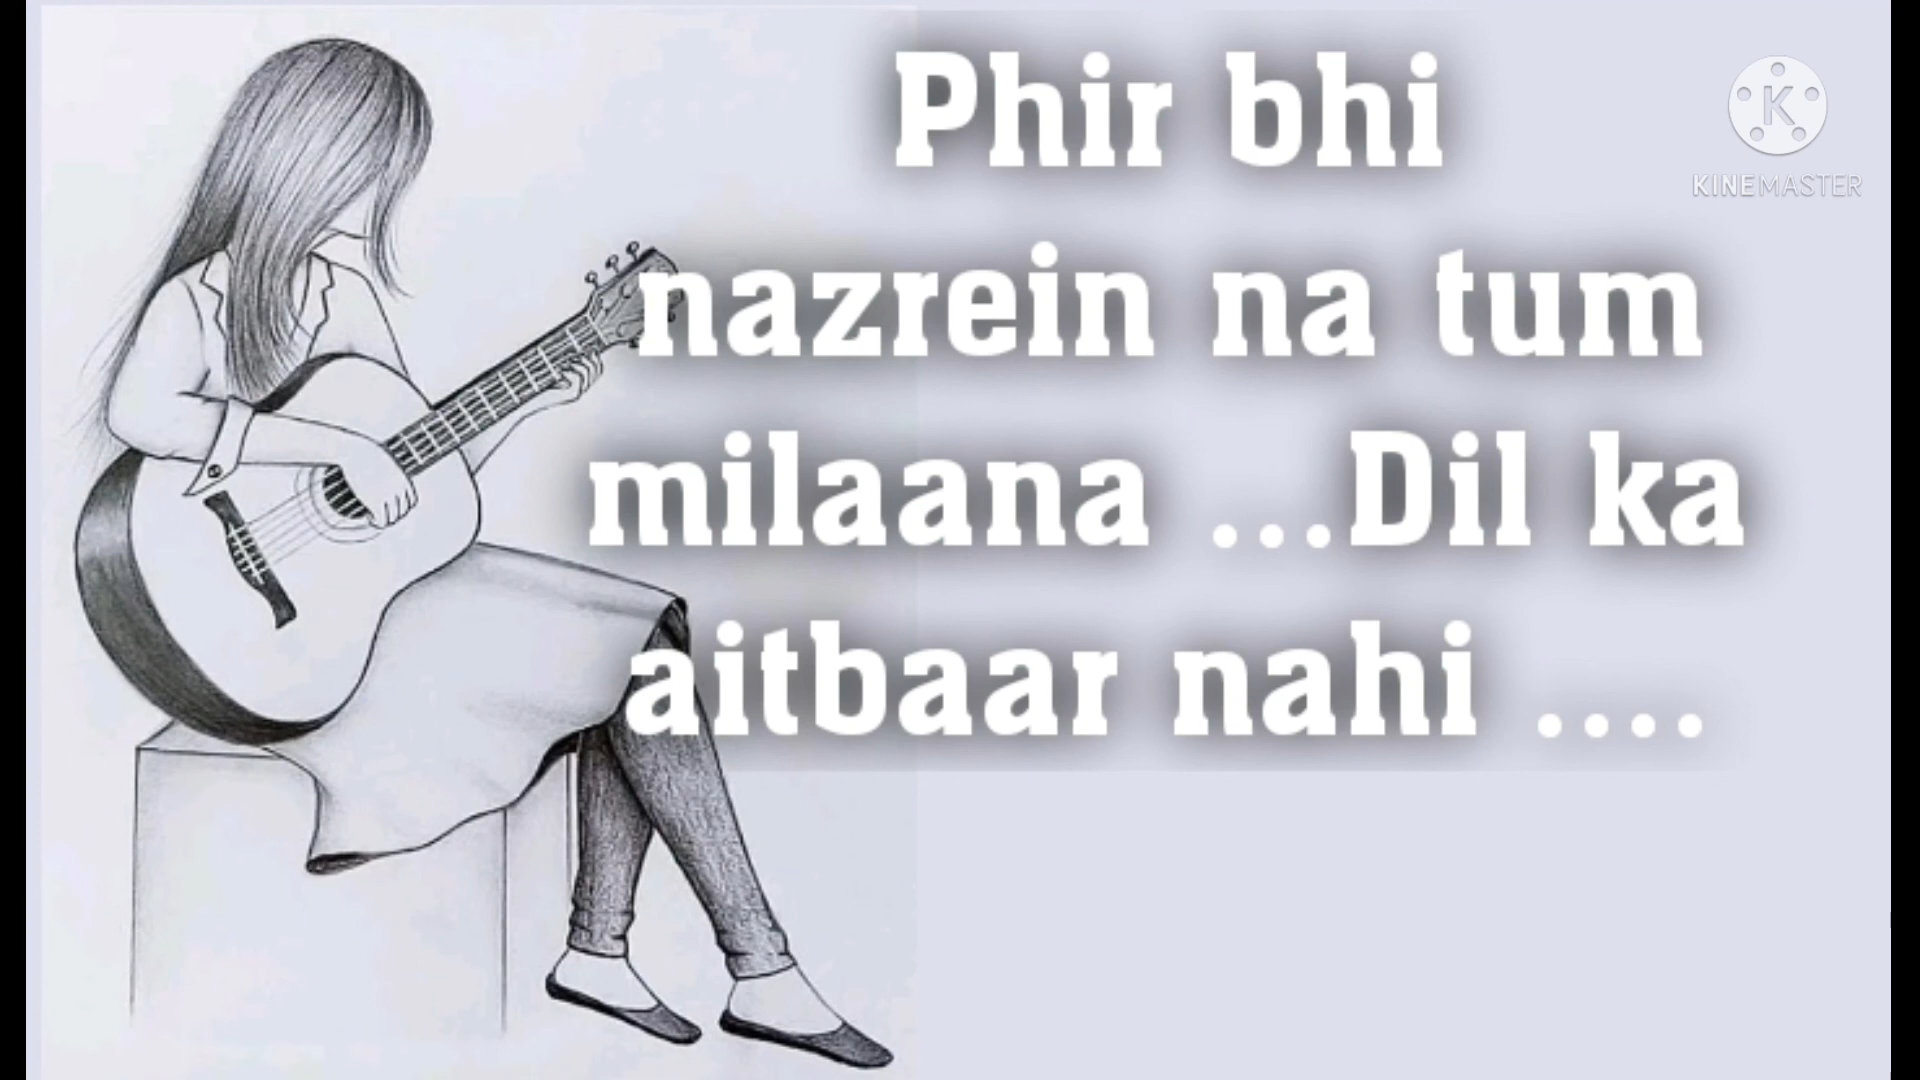 Phir bhi
nazrein na tum
milaana ...Dil ka
aitbaar nahi ....
K
KINEMASTER